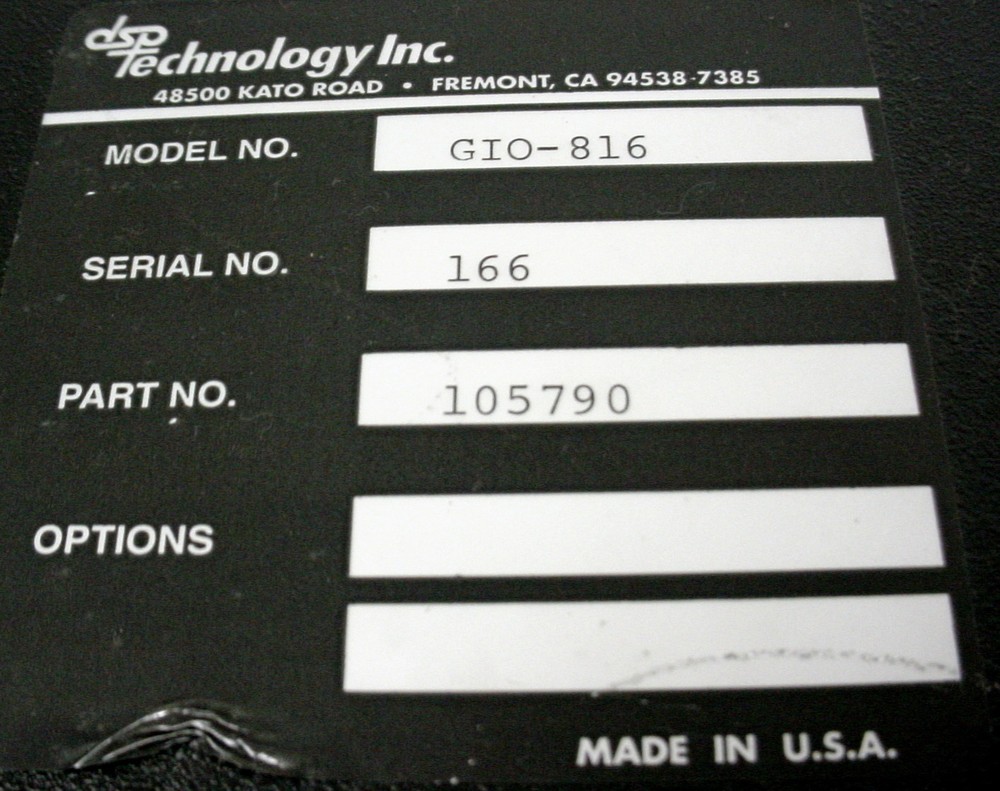 dsp Technology Inc.
48500 KATO ROAD • FREMONT, CA 94538-7385
MODEL NO. GIO-816
SERIAL NO. 166
PART NO. 105790
OPTIONS
MADE IN U.S.A.